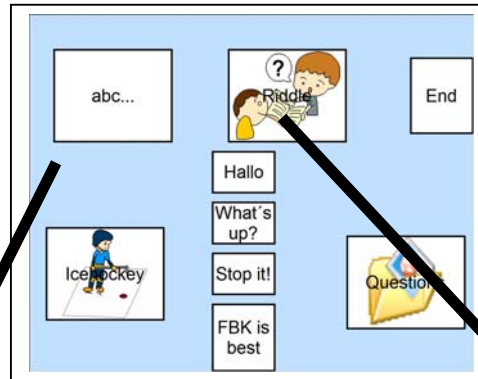 abc...
?
Riddle
End
Hallo
What´s
up?
Stop it!
Icehockey
Questions
FBK is
best